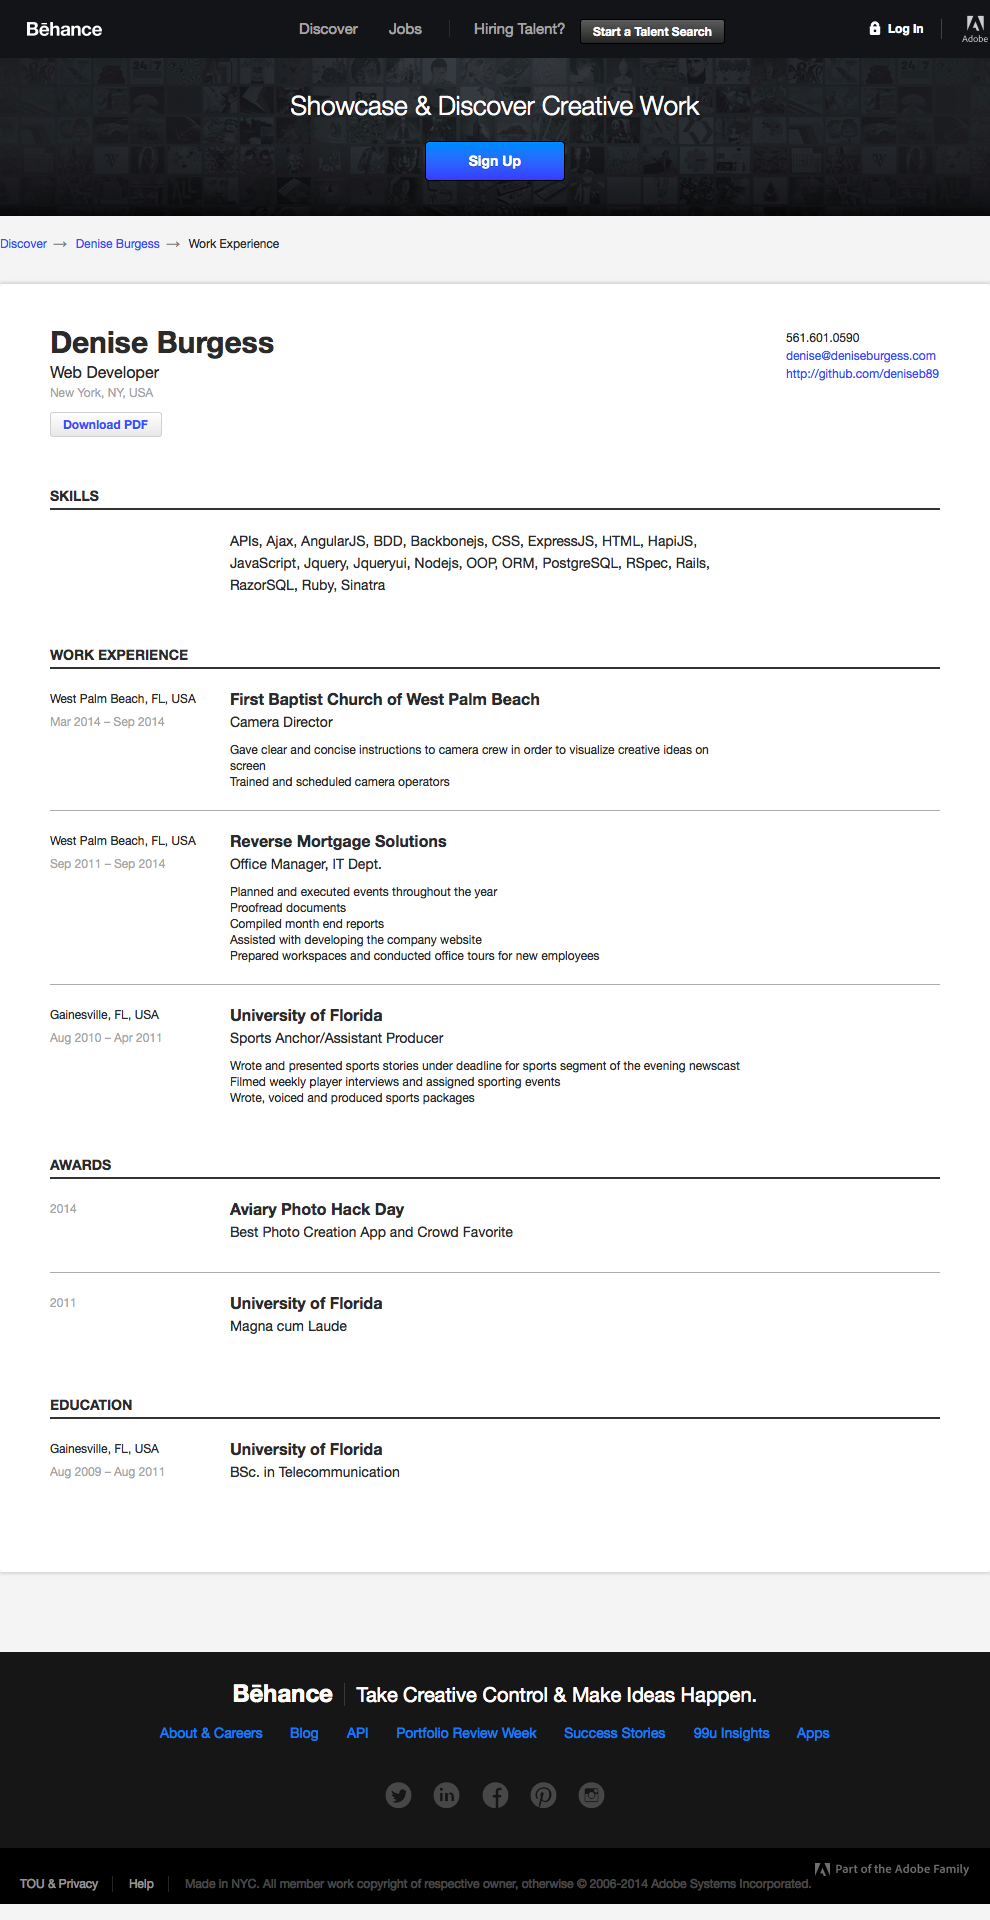 Bēhance
Discover Jobs Hiring Talent? Start a Talent Search
Log In
Adobe
Showcase & Discover Creative Work
Sign Up
Discover → Denise Burgess → Work Experience
Denise Burgess
Web Developer
New York, NY, USA
Download PDF
561.601.0590
denise@deniseburgess.com
http://github.com/deniseb89
SKILLS
APIs, Ajax, AngularJS, BDD, Backbonejs, CSS, ExpressJS, HTML, HapiJS,
JavaScript, Jquery, Jqueryui, Nodejs, OOP, ORM, PostgreSQL, RSpec, Rails,
RazorSQL, Ruby, Sinatra
WORK EXPERIENCE
West Palm Beach, FL, USA
Mar 2014 – Sep 2014
First Baptist Church of West Palm Beach
Camera Director
Gave clear and concise instructions to camera crew in order to visualize creative ideas on
screen
Trained and scheduled camera operators
West Palm Beach, FL, USA
Sep 2011 – Sep 2014
Reverse Mortgage Solutions
Office Manager, IT Dept.
Planned and executed events throughout the year
Proofread documents
Compiled month end reports
Assisted with developing the company website
Prepared workspaces and conducted office tours for new employees
Gainesville, FL, USA
Aug 2010 – Apr 2011
University of Florida
Sports Anchor/Assistant Producer
Wrote and presented sports stories under deadline for sports segment of the evening newscast
Filmed weekly player interviews and assigned sporting events
Wrote, voiced and produced sports packages
AWARDS
2014
Aviary Photo Hack Day
Best Photo Creation App and Crowd Favorite
2011
University of Florida
Magna cum Laude
EDUCATION
Gainesville, FL, USA
Aug 2009 – Aug 2011
University of Florida
BSc. in Telecommunication
Bēhance Take Creative Control & Make Ideas Happen.
About & Careers Blog API Portfolio Review Week Success Stories 99u Insights Apps
Part of the Adobe Family
TOU & Privacy Help Made in NYC. All member work copyright of respective owner, otherwise © 2006-2014 Adobe Systems Incorporated.